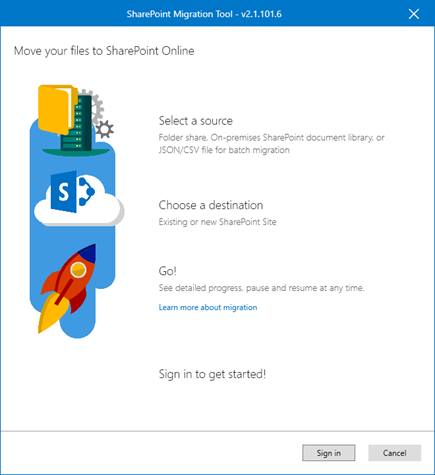 SharePoint Migration Tool - v2.1.101.6
Move your files to SharePoint Online
Select a source
Folder share, On-premises SharePoint document library, or
JSON/CSV file for batch migration
S
Choose a destination
Existing or new SharePoint Site
Go!
See detailed progress, pause and resume at any time.
Learn more about migration
Sign in to get started!
Sign in
Cancel